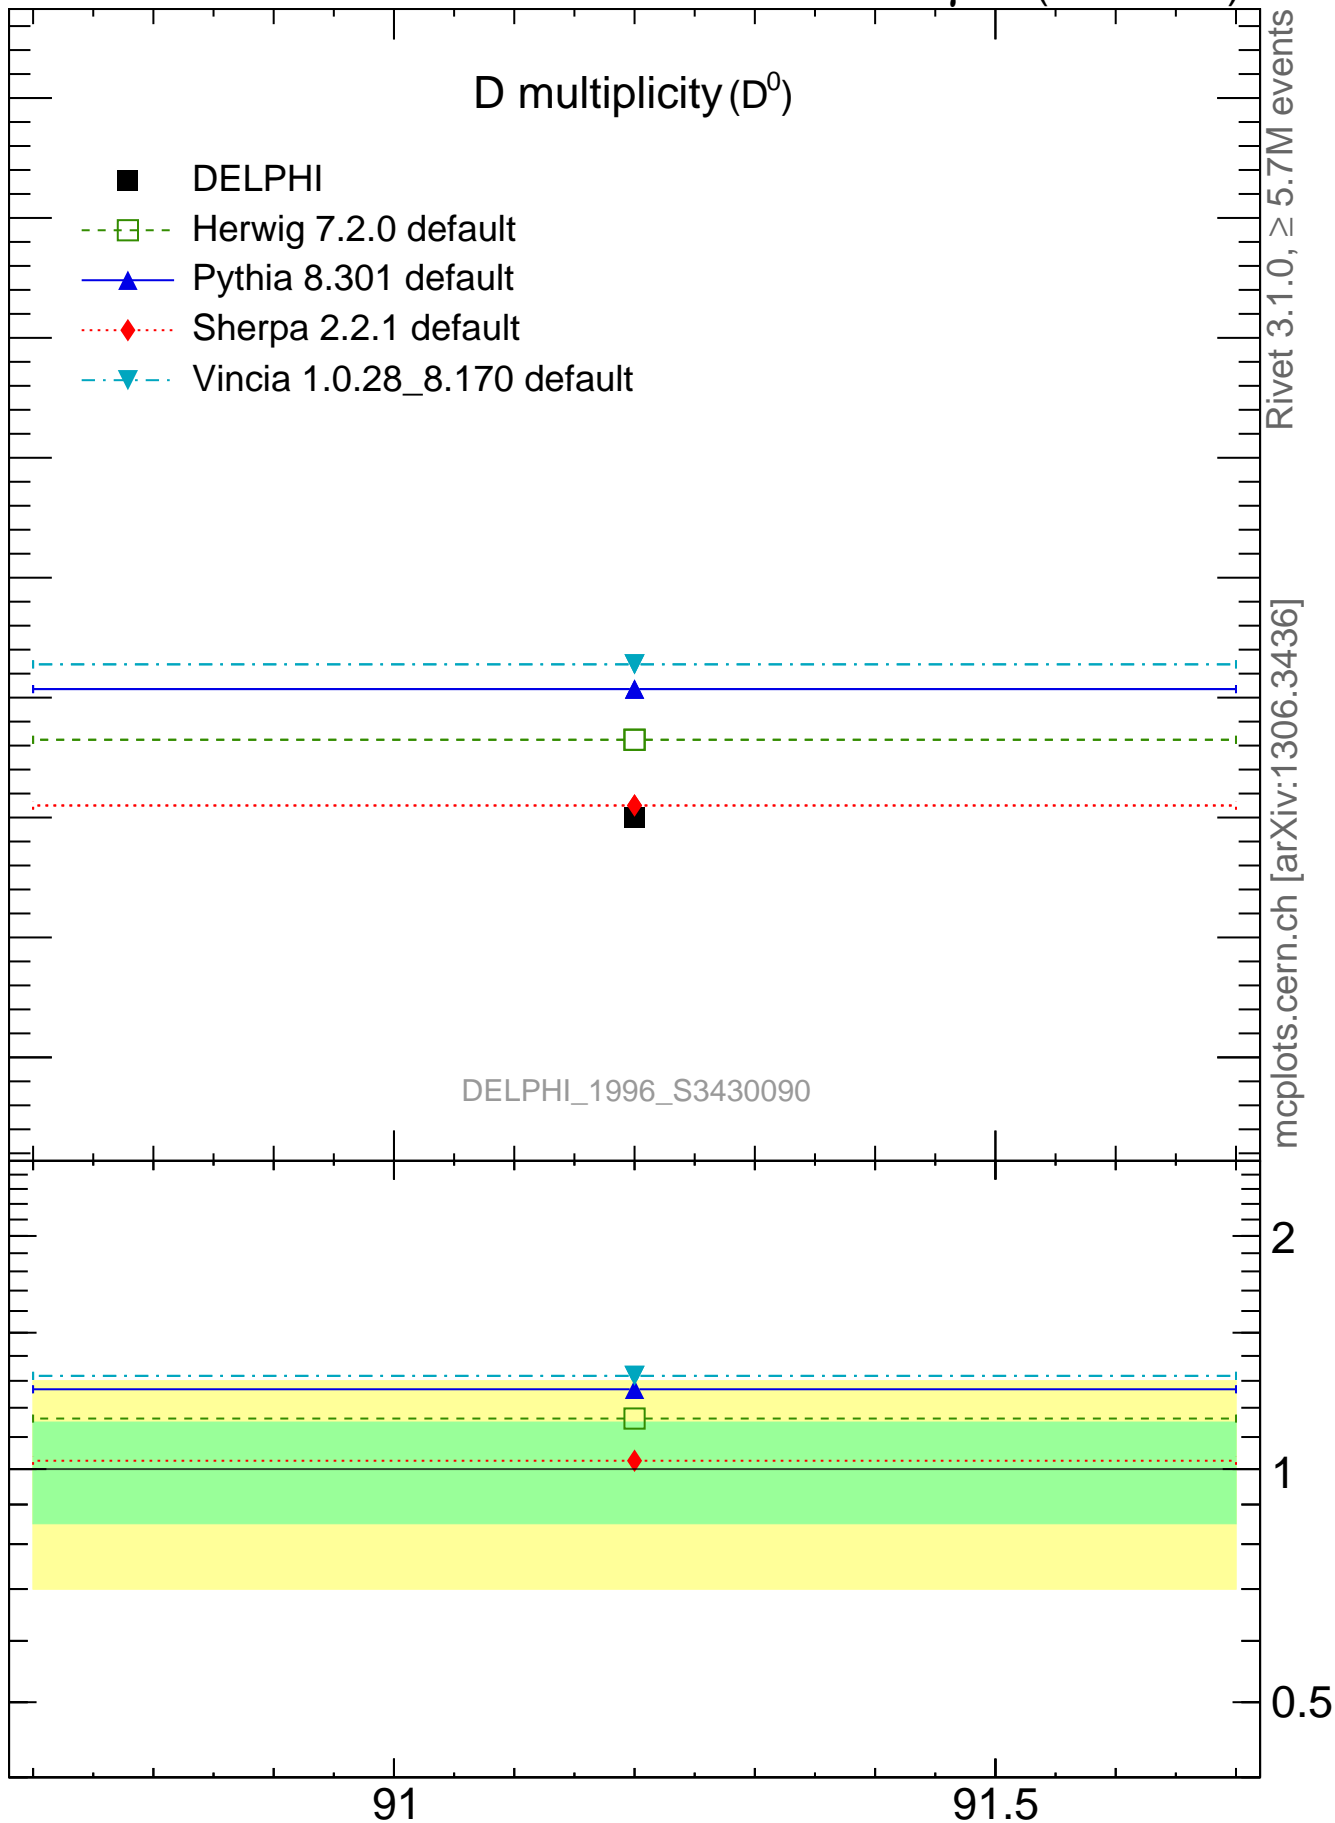 D multiplicity (D⁰)
DELPHI
Herwig 7.2.0 default
Pythia 8.301 default
Sherpa 2.2.1 default
Vincia 1.0.28_8.170 default
DELPHI_1996_S3430090
Rivet 3.1.0, ≥ 5.7M events
mcplots.cern.ch [arXiv:1306.3436]
2
1
0.5
91
91.5